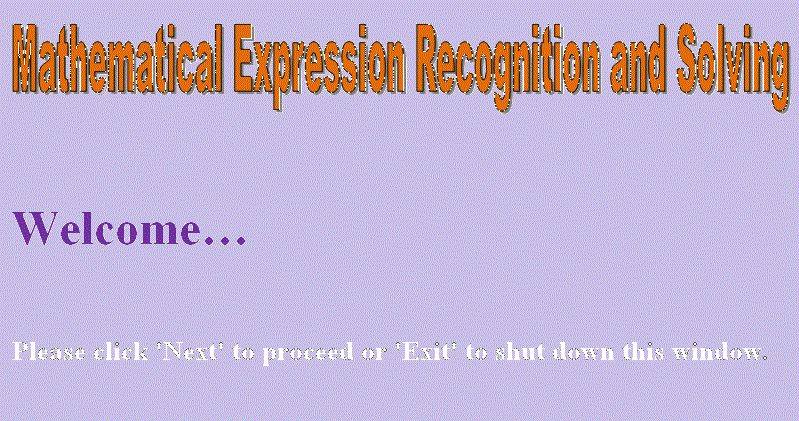 Mathematical Expression Recognition and Solving
Welcome...
Please click 'Next' to proceed or 'Exit' to shut down this window.